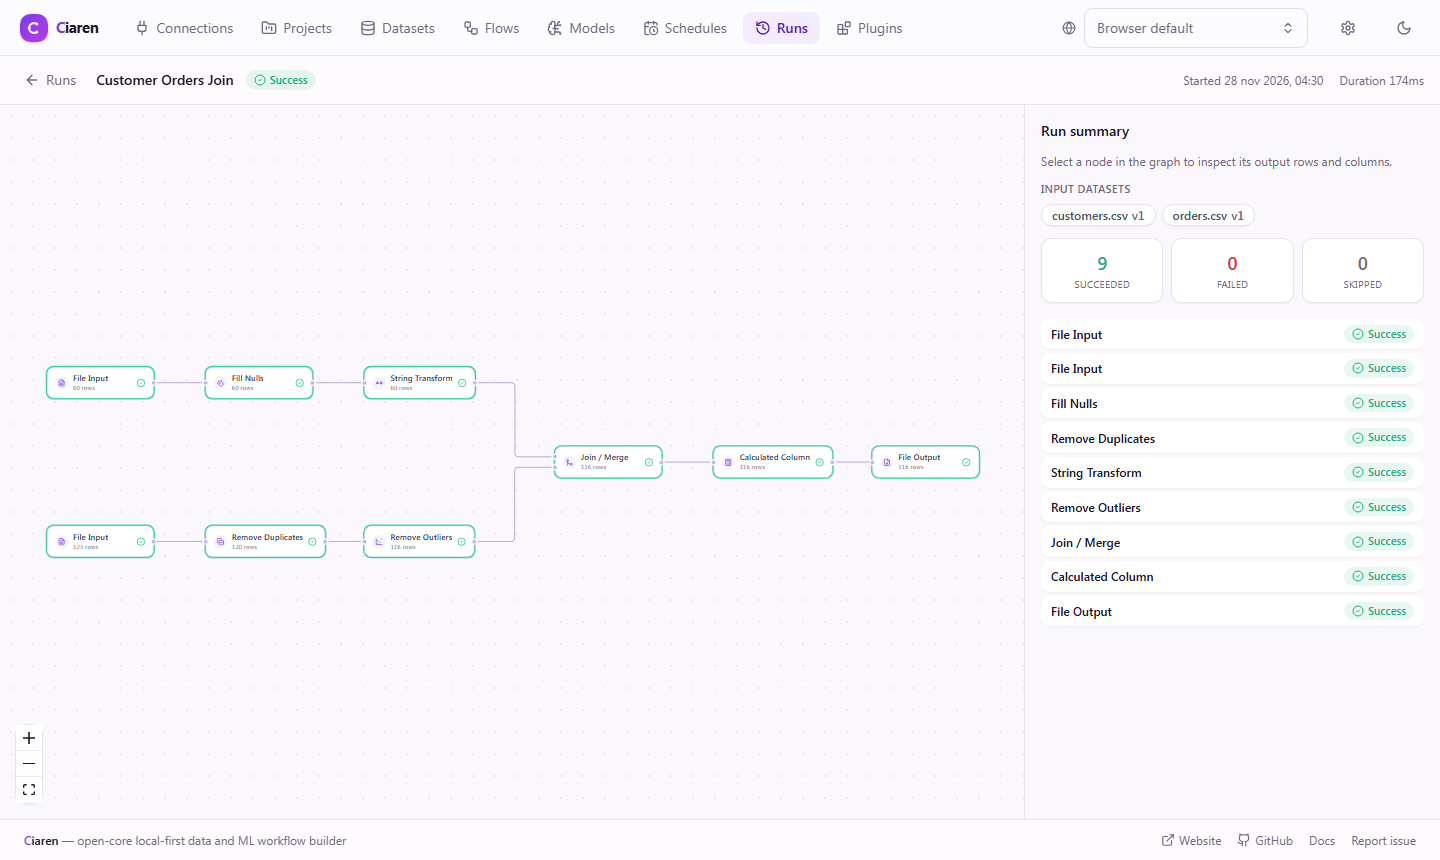 Ciaren
Connections
Projects
Datasets
Flows
Models
Schedules
Runs
Plugins
Browser default
Runs
Customer Orders Join
Success
Started 28 nov 2026, 04:30
Duration 174ms
File Input
60 rows
Fill Nulls
60 rows
String Transform
60 rows
Join / Merge
116 rows
Calculated Column
116 rows
File Output
116 rows
File Input
123 rows
Remove Duplicates
120 rows
Remove Outliers
116 rows
Run summary
Select a node in the graph to inspect its output rows and columns.
INPUT DATASETS
customers.csv v1
orders.csv v1
9
SUCCEEDED
0
FAILED
0
SKIPPED
File Input Success
File Input Success
Fill Nulls Success
Remove Duplicates Success
String Transform Success
Remove Outliers Success
Join / Merge Success
Calculated Column Success
File Output Success
Ciaren — open-core local-first data and ML workflow builder
Website
GitHub
Docs
Report issue